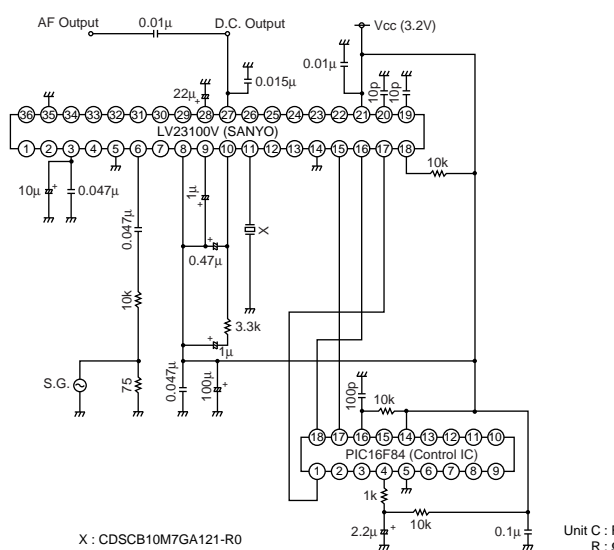 AF Output
D.C. Output
Vcc (3.2V)
0.01μ
0.01μ
0.015μ
22μ
+
10p
10p
36 35 34 33 32 31 30 29 28 27 26 25 24 23 22 21 20 19
LV23100V (SANYO)
1 2 3 4 5 6 7 8 9 10 11 12 13 14 15 16 17 18
10k
10μ
+
0.047μ
1μ
+
0.047μ
X
+
0.47μ
10k
3.3k
+
1μ
S.G.
75
0.047μ
100μ
+
100p
10k
18 17 16 15 14 13 12 11 10
PIC16F84 (Control IC)
1 2 3 4 5 6 7 8 9
1k
10k
2.2μ
+
0.1μ
X : CDSCB10M7GA121-R0
Unit C :
R :